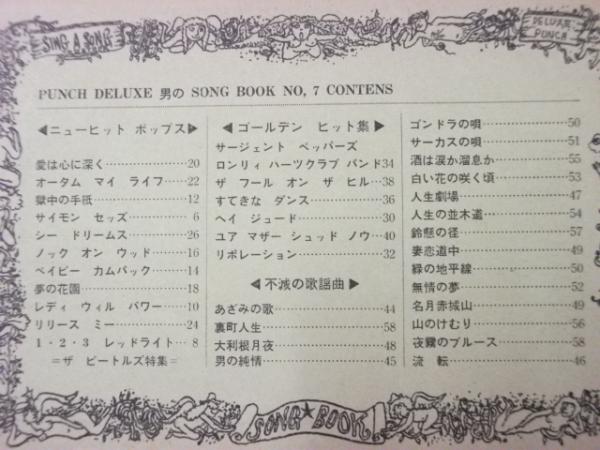 SING A SONG
DELUXE
PUNCH
PUNCH DELUXE 男の SONG BOOK NO, 7 CONTENS
◀ニューヒット ポップス▶
愛は心に深く……………20
オータム マイ ライフ……22
獄中の手紙………………12
サイモン セッズ…………6
シー ドリームス…………26
ノック オン ウッド………16
ベイビー カムバック……14
夢の花園…………………18
レディ ウィル パワー……10
リリース ミー……………24
1・2・3 レッドライト…8
＝ザ ビートルズ特集＝
◀ゴールデン ヒット集▶
サージェント ペッパーズ
ロンリィ ハーツクラブ バンド34
ザ フール オン ザ ヒル…38
すてきな ダンス…………36
ヘイ ジュード……………30
ユア マザー シュッド ノウ…40
リボレーション…………32
◀不滅の歌謡曲▶
あざみの歌………………44
裏町人生…………………58
大利根月夜………………48
男の純情…………………45
ゴンドラの唄……………50
サーカスの唄……………51
酒は涙か溜息か…………55
白い花の咲く頃…………53
人生劇場…………………47
人生の並木道……………54
鈴懸の径…………………57
妻恋道中…………………49
緑の地平線………………50
無情の夢…………………52
名月赤城山………………49
山のけむり………………56
夜霧のブルース…………58
流 転……………………46
SONG★BOOK